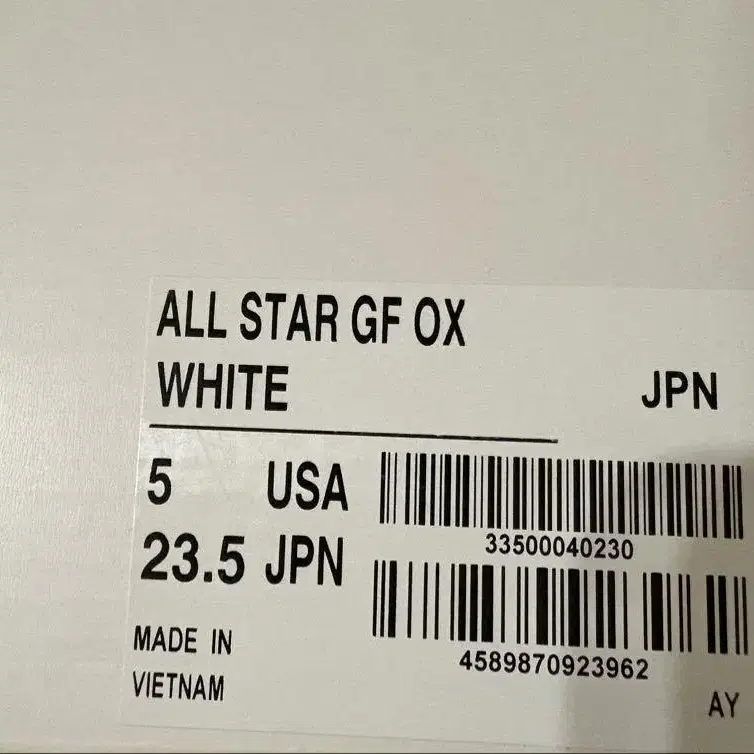 ALL STAR GF OX
WHITE
JPN
5 USA
33500040230
23.5 JPN
4589870923962
MADE IN
VIETNAM
AY